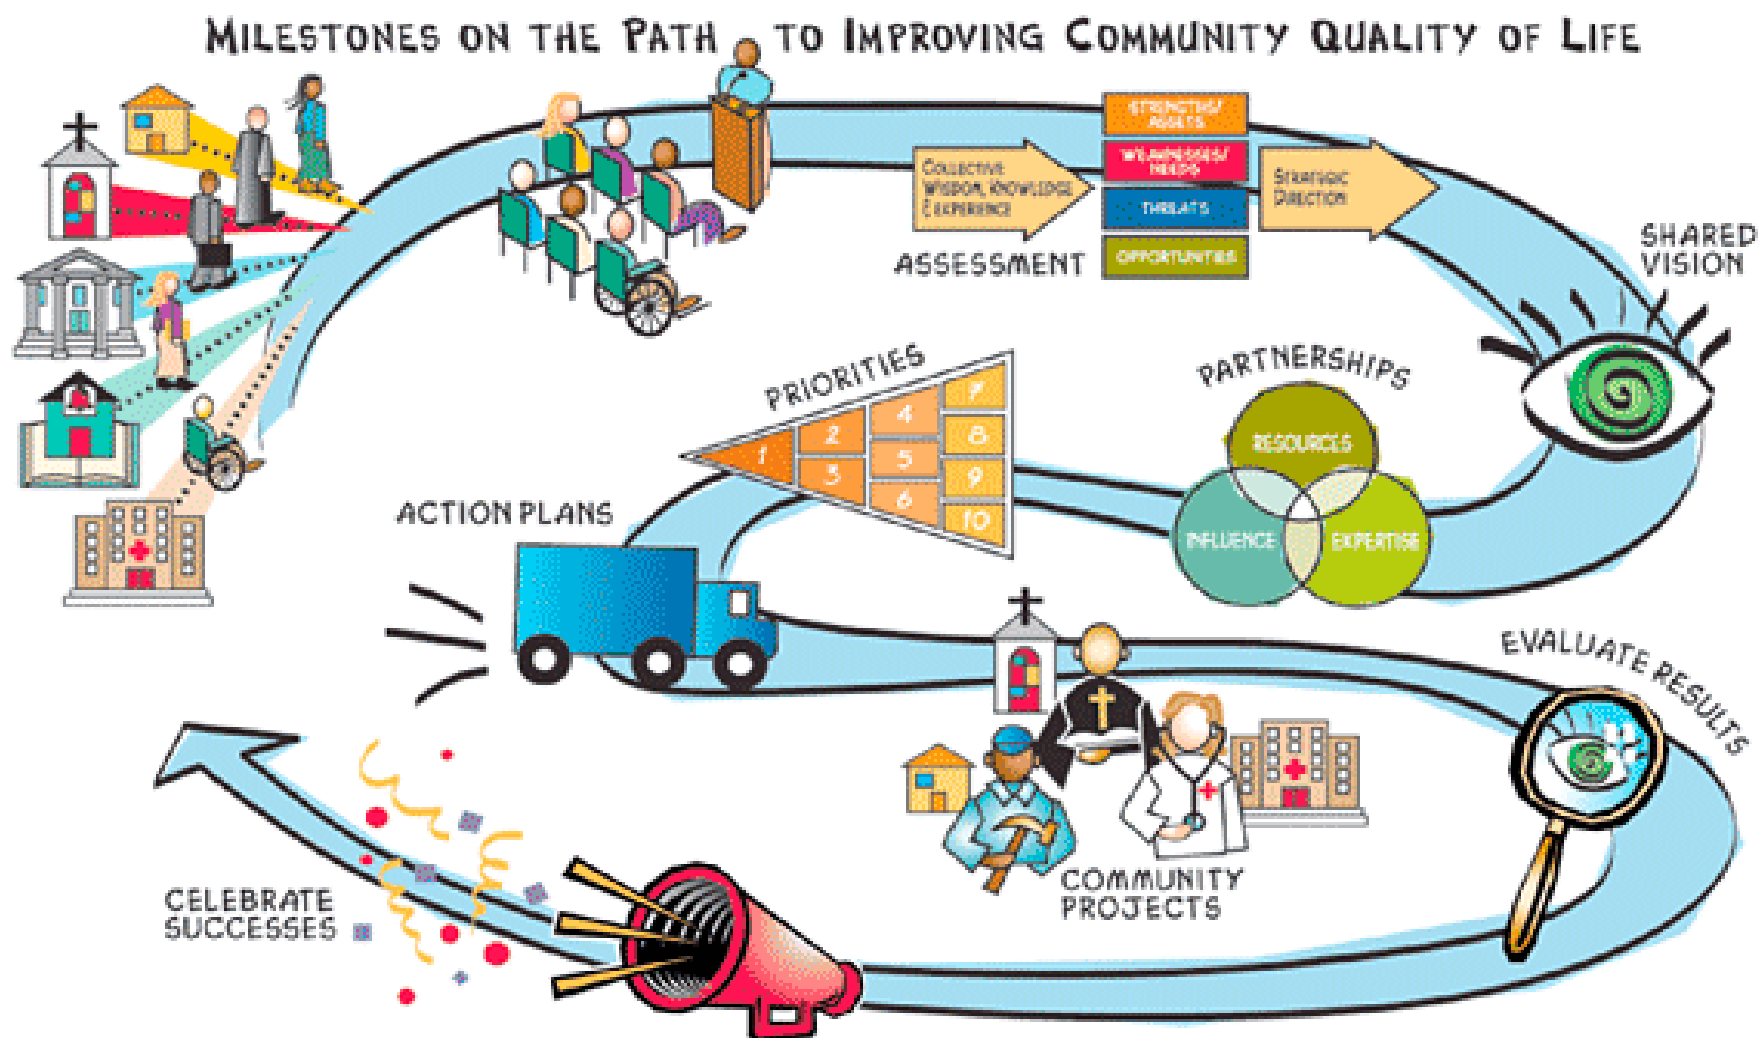 MILESTONES ON THE PATH TO IMPROVING COMMUNITY QUALITY OF LIFE
COLLECTIVE
WISDOM, KNOWLEDGE
& EXPERIENCE
ASSESSMENT
STRENGTHS/
ASSETS
WEAKNESSES/
NEEDS
THREATS
OPPORTUNITIES
STRATEGIC
DIRECTION
SHARED
VISION
PARTNERSHIPS
RESOURCES
INFLUENCE
EXPERTISE
PRIORITIES
1
2
3
4
5
6
7
8
9
10
ACTION PLANS
COMMUNITY
PROJECTS
EVALUATE RESULTS
CELEBRATE
SUCCESSES